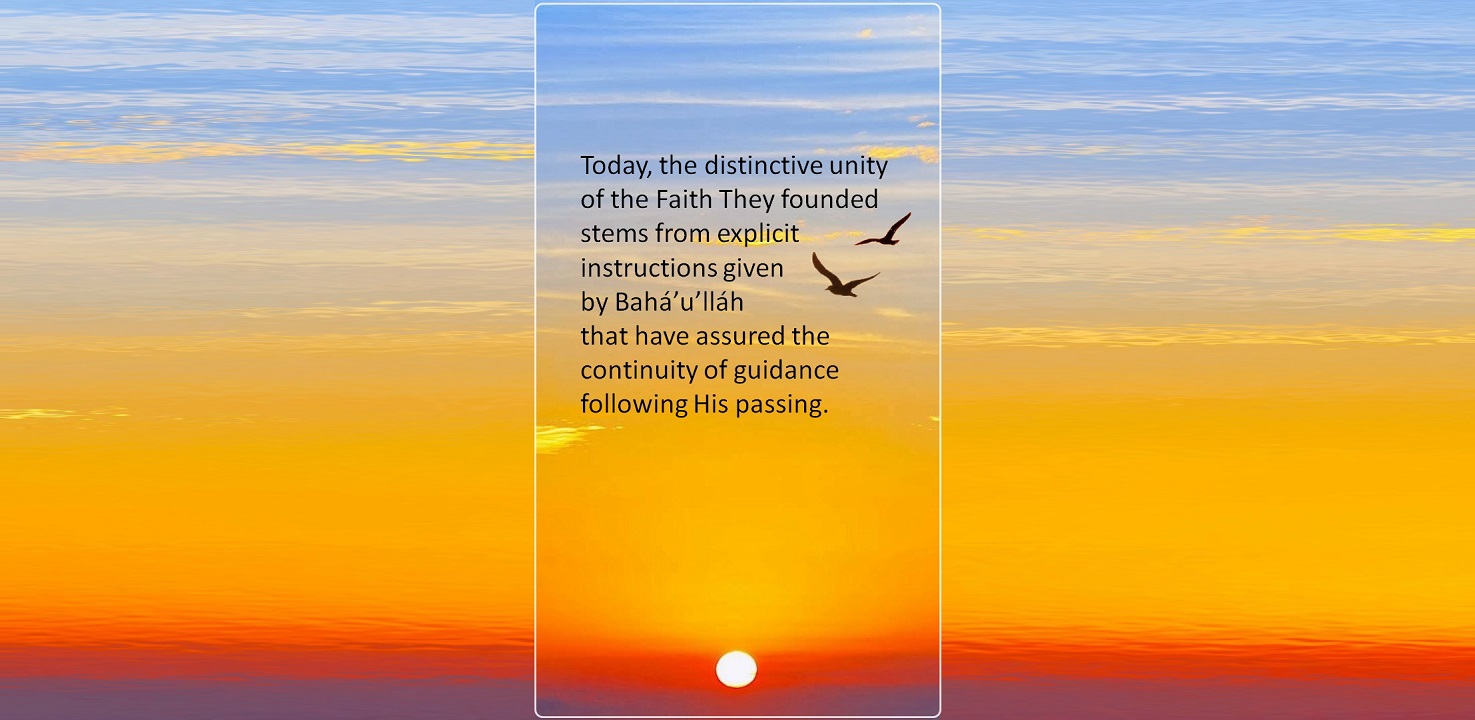 Today, the distinctive unity
of the Faith They founded
stems from explicit
instructions given
by Bahá’u’lláh
that have assured the
continuity of guidance
following His passing.